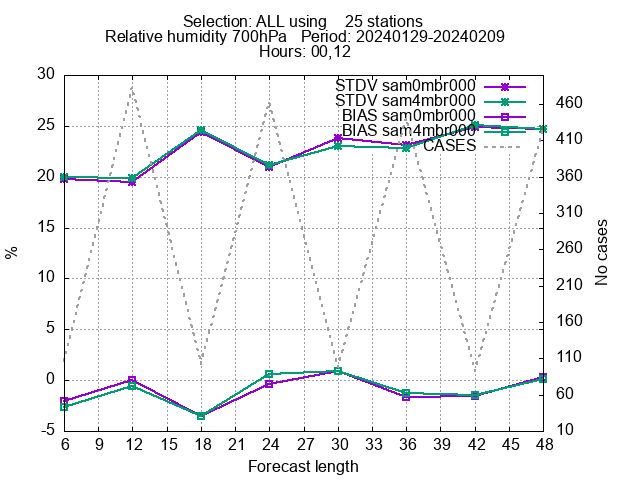 Selection: ALL using 25 stations
Relative humidity 700hPa Period: 20240129-20240209
Hours: 00,12
STDV sam0mbr000
STDV sam4mbr000
BIAS sam0mbr000
BIAS sam4mbr000
CASES
30
25
20
15
10
5
0
-5
%
460
410
360
310
260
210
160
110
60
10
No cases
6 9 12 15 18 21 24 27 30 33 36 39 42 45 48
Forecast length